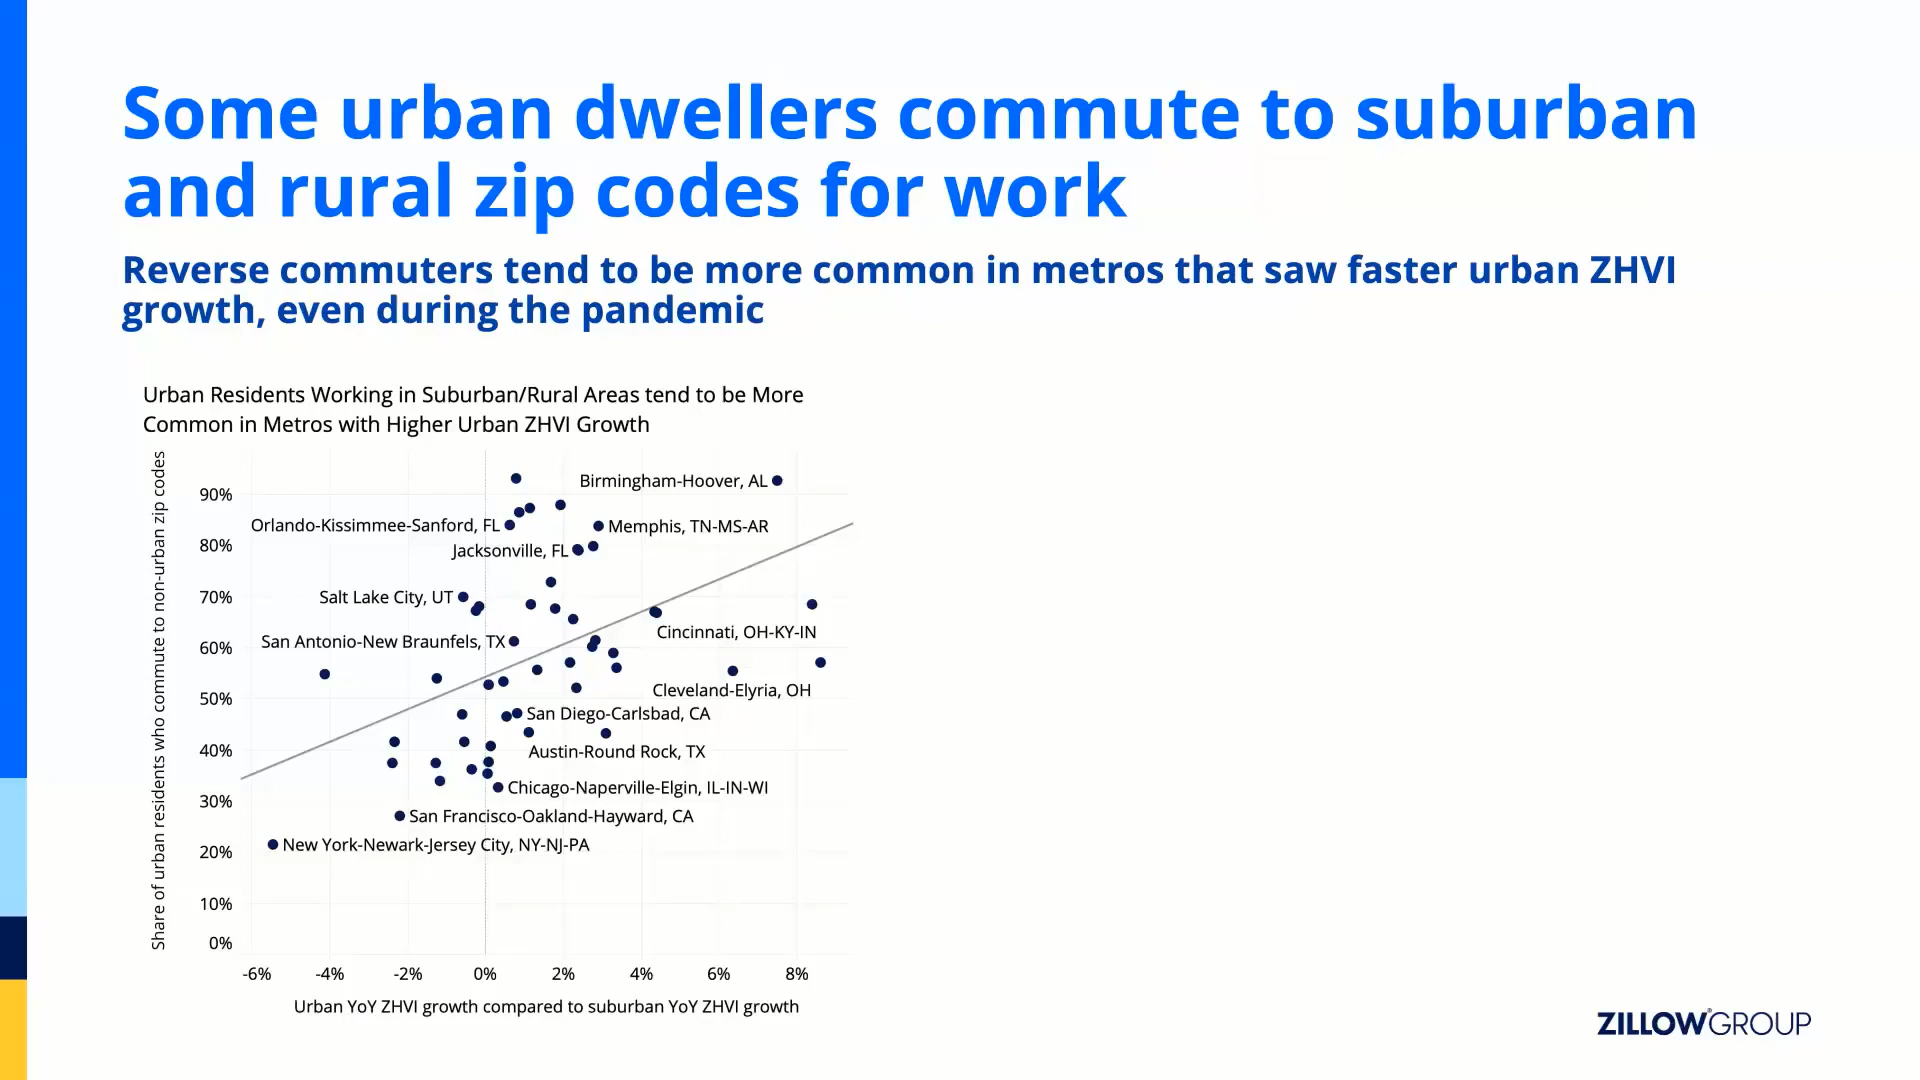 Some urban dwellers commute to suburban
and rural zip codes for work
Reverse commuters tend to be more common in metros that saw faster urban ZHVI
growth, even during the pandemic
Urban Residents Working in Suburban/Rural Areas tend to be More
Common in Metros with Higher Urban ZHVI Growth
Share of urban residents who commute to non-urban zip codes
90%
80%
70%
60%
50%
40%
30%
20%
10%
0%
Birmingham-Hoover, AL
Orlando-Kissimmee-Sanford, FL
Memphis, TN-MS-AR
Jacksonville, FL
Salt Lake City, UT
Cincinnati, OH-KY-IN
San Antonio-New Braunfels, TX
Cleveland-Elyria, OH
San Diego-Carlsbad, CA
Austin-Round Rock, TX
Chicago-Naperville-Elgin, IL-IN-WI
San Francisco-Oakland-Hayward, CA
New York-Newark-Jersey City, NY-NJ-PA
-6% -4% -2% 0% 2% 4% 6% 8%
Urban YoY ZHVI growth compared to suburban YoY ZHVI growth
ZILLOW®GROUP